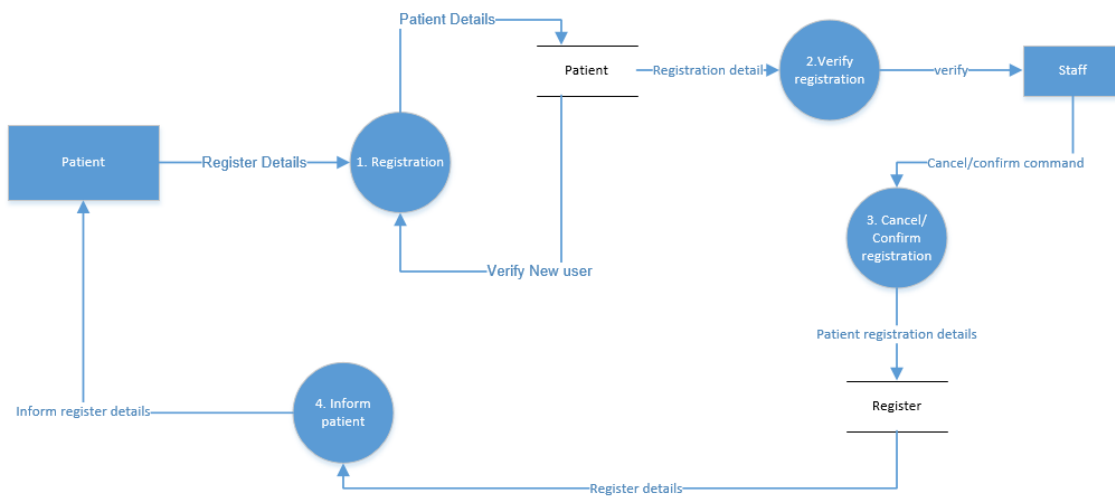 Patient Details
Patient
Registration detail
2.Verify
registration
verify
Staff
Patient
Register Details
1. Registration
Cancel/confirm command
3. Cancel/
Confirm
registration
Verify New user
Patient registration details
Inform register details
4. Inform
patient
Register
Register details